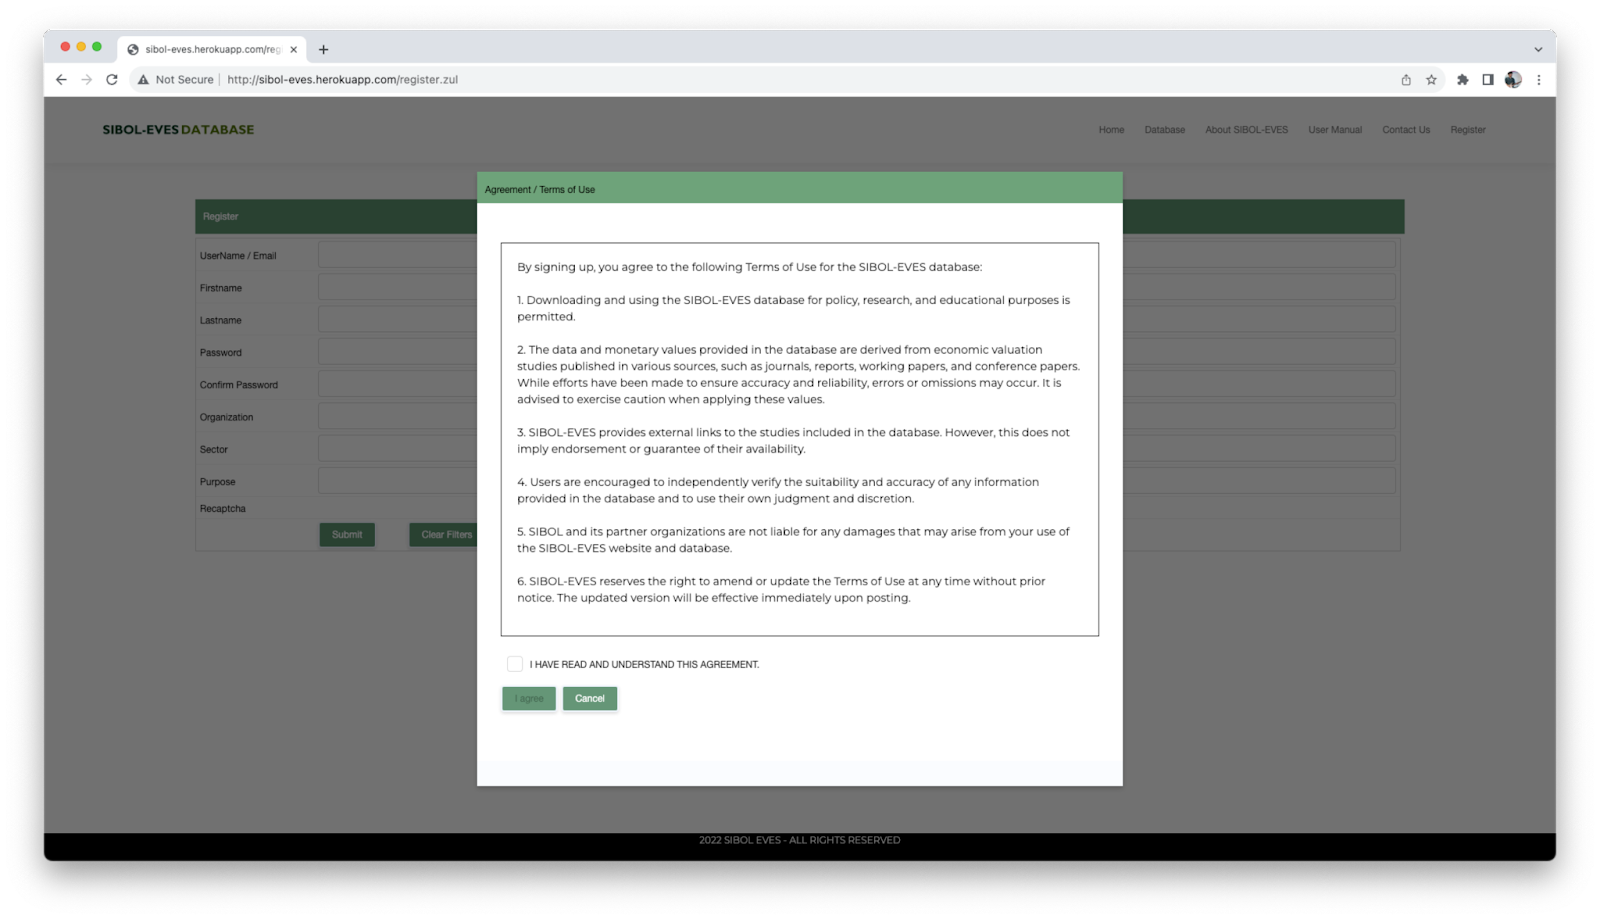 sibol-eves.herokuapp.com/reg
Not Secure
http://sibol-eves.herokuapp.com/register.zul
SIBOL-EVES DATABASE
Home
Database
About SIBOL-EVES
User Manual
Contact Us
Register
Agreement / Terms of Use
Register
UserName / Email
Firstname
Lastname
Password
Confirm Password
Organization
Sector
Purpose
Recaptcha
Submit
Clear Filters
By signing up, you agree to the following Terms of Use for the SIBOL-EVES database:
1. Downloading and using the SIBOL-EVES database for policy, research, and educational purposes is
permitted.
2. The data and monetary values provided in the database are derived from economic valuation
studies published in various sources, such as journals, reports, working papers, and conference papers.
While efforts have been made to ensure accuracy and reliability, errors or omissions may occur. It is
advised to exercise caution when applying these values.
3. SIBOL-EVES provides external links to the studies included in the database. However, this does not
imply endorsement or guarantee of their availability.
4. Users are encouraged to independently verify the suitability and accuracy of any information
provided in the database and to use their own judgment and discretion.
5. SIBOL and its partner organizations are not liable for any damages that may arise from your use of
the SIBOL-EVES website and database.
6. SIBOL-EVES reserves the right to amend or update the Terms of Use at any time without prior
notice. The updated version will be effective immediately upon posting.
I HAVE READ AND UNDERSTAND THIS AGREEMENT.
I agree
Cancel
2022 SIBOL EVES - ALL RIGHTS RESERVED